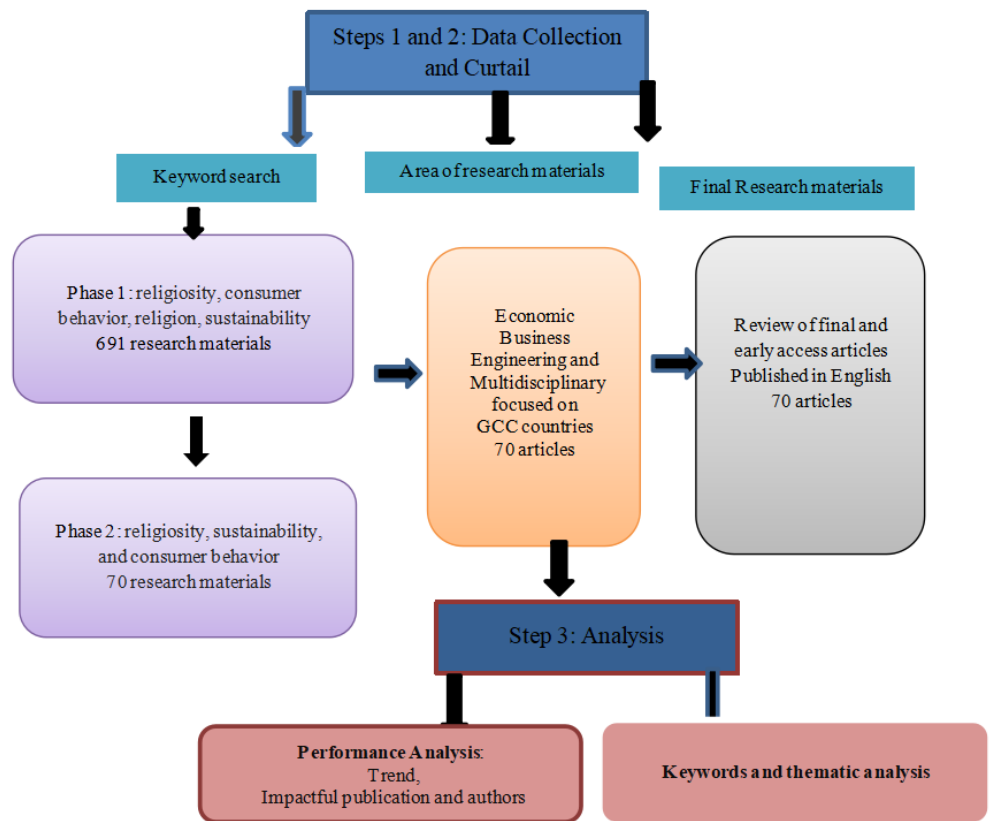 Steps 1 and 2: Data Collection
and Curtail
Keyword search
Area of research materials
Final Research materials
Phase 1: religiosity, consumer
behavior, religion, sustainability
691 research materials
Economic
Business
Engineering and
Multidisciplinary
focused on
GCC countries
70 articles
Review of final and
early access articles
Published in English
70 articles
Phase 2: religiosity, sustainability,
and consumer behavior
70 research materials
Step 3: Analysis
Performance Analysis:
Trend,
Impactful publication and authors
Keywords and thematic analysis